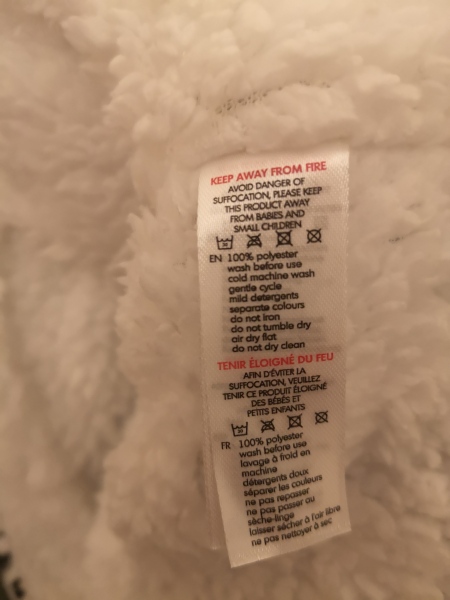 KEEP AWAY FROM FIRE
AVOID DANGER OF
SUFFOCATION, PLEASE KEEP
THIS PRODUCT AWAY
FROM BABIES AND
SMALL CHILDREN
EN 100% polyester
wash before use
cold machine wash
gentle cycle
mild detergents
separate colours
do not iron
do not tumble dry
air dry flat
do not dry clean
TENIR ÉLOIGNÉ DU FEU
AFIN D'ÉVITER LA
SUFFOCATION, VEUILLEZ
TENIR CE PRODUIT ÉLOIGNÉ
DES BÉBÉS ET
PETITS ENFANTS
FR 100% polyester
wash before use
lavage à froid en
machine
détergents doux
séparer les couleurs
ne pas repasser
ne pas passer au
sèche-linge
laisser sécher à l'air libre
ne pas nettoyer à sec